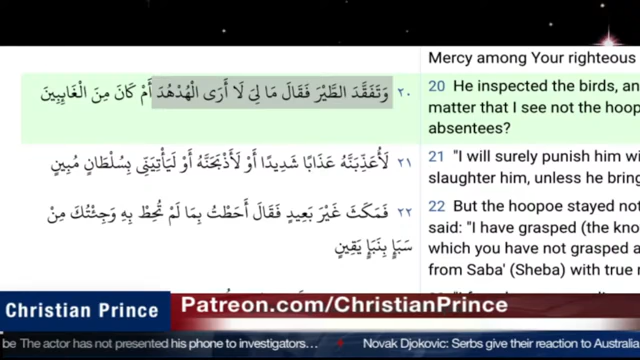 Mercy among Your righteous
٢٠ وَتَفَقَّدَ الطَّيْرَ فَقَالَ مَا لِيَ لَا أَرَى الْهُدْهُدَ أَمْ كَانَ مِنَ الْغَايِبِينَ
20 He inspected the birds, an
matter that I see not the hoop
absentees?
٢١ لَأُعَذِّبَنَّهُ عَذَابًا شَدِيدًا أَوْ لَأَذْبَحَنَّهُ أَوْ لَيَأْتِيَنِّى بِسُلْطَانٍ مُبِينٍ
21 "I will surely punish him wi
slaughter him, unless he bring
٢٢ فَمَكَثَ غَيْرَ بَعِيدٍ فَقَالَ أَحَطْتُ بِمَا لَمْ تُحِطْ بِهِ وَجِئْتُكَ مِنْ
سَبَإٍ بِنَبَإٍ يَقِينٍ
22 But the hoopoe stayed not
said: "I have grasped (the kno
which you have not grasped a
from Saba' (Sheba) with true n
Christian Prince
Patreon.com/ChristianPrince
be The actor has not presented his phone to investigators...
Novak Djokovic: Serbs give their reaction to Australia